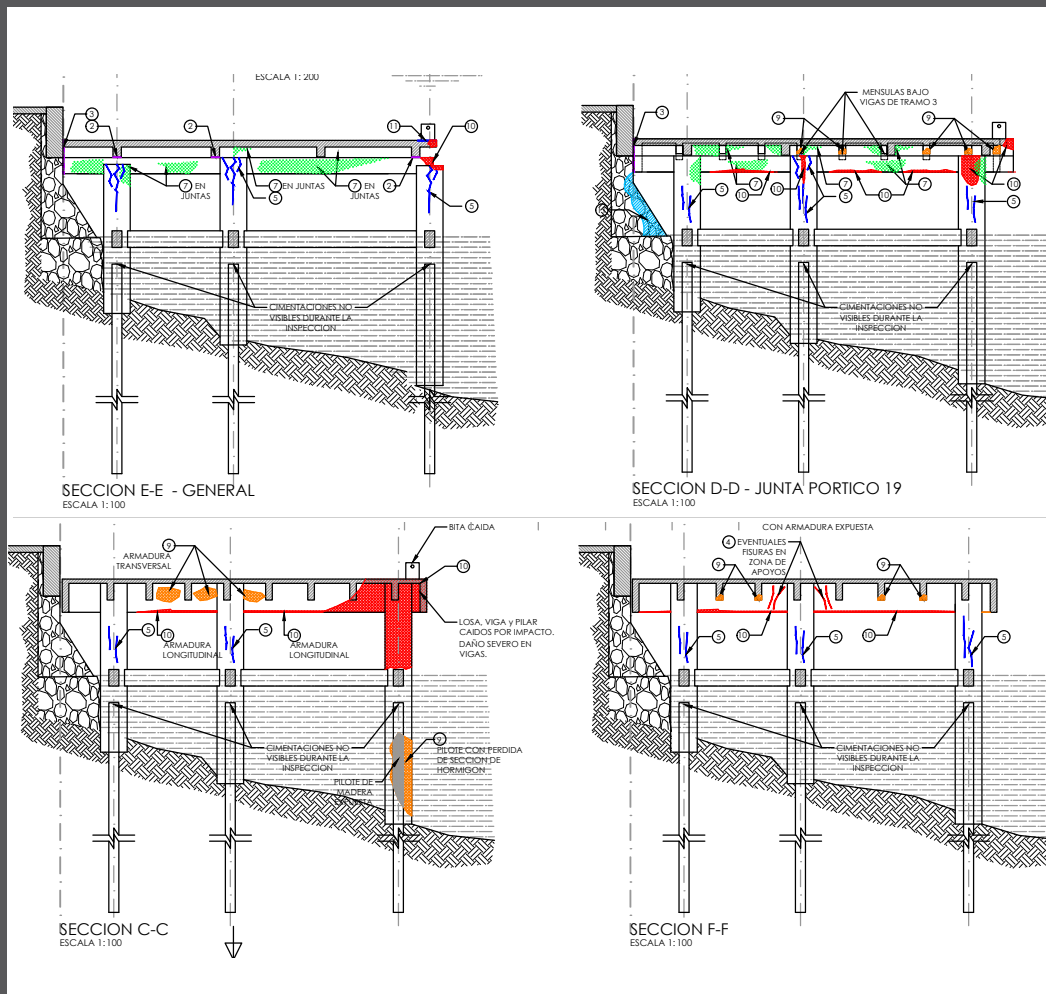 ESCALA 1: 200
3
2
2
11
10
7 EN
JUNTAS
7 EN JUNTAS
5
7 EN
JUNTAS
2
5
CIMENTACIONES NO
VISIBLES DURANTE LA
INSPECCION
SECCION E-E - GENERAL
ESCALA 1:100
MENSULAS BAJO
VIGAS DE TRAMO 3
3
9
9
5
10
7
10
7
5
10
7
10
5
CIMENTACIONES NO
VISIBLES DURANTE LA
INSPECCION
SECCION D-D - JUNTA PORTICO 19
ESCALA 1:100
BITA CAIDA
9
ARMADURA
TRANSVERSAL
10
5
10
ARMADURA
LONGITUDINAL
5
10
ARMADURA
LONGITUDINAL
LOSA, VIGA y PILAR
CAIDOS POR IMPACTO.
DAÑO SEVERO EN
VIGAS.
CIMENTACIONES NO
VISIBLES DURANTE LA
INSPECCION
9
PILOTE CON PERDIDA
DE SECCION DE
HORMIGON
PILOTE DE
MADERA
EXPUESTA
SECCION C-C
ESCALA 1:100
CON ARMADURA EXPUESTA
4 EVENTUALES
FISURAS EN
ZONA DE
APOYOS
9
9
5
10
5
10
5
CIMENTACIONES NO
VISIBLES DURANTE LA
INSPECCION
SECCION F-F
ESCALA 1:100